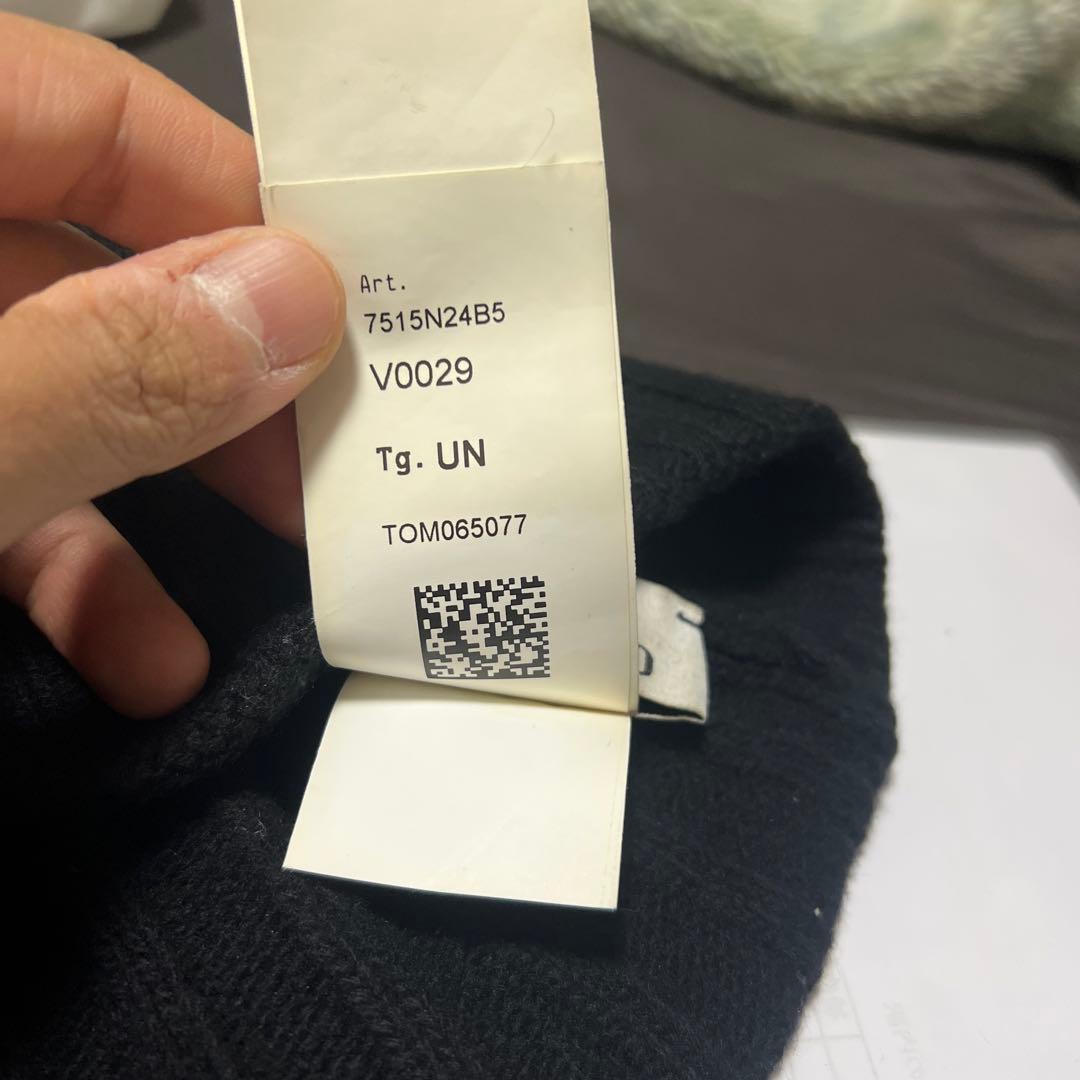 Art.
7515N24B5
V0029
Tg. UN
TOM065077